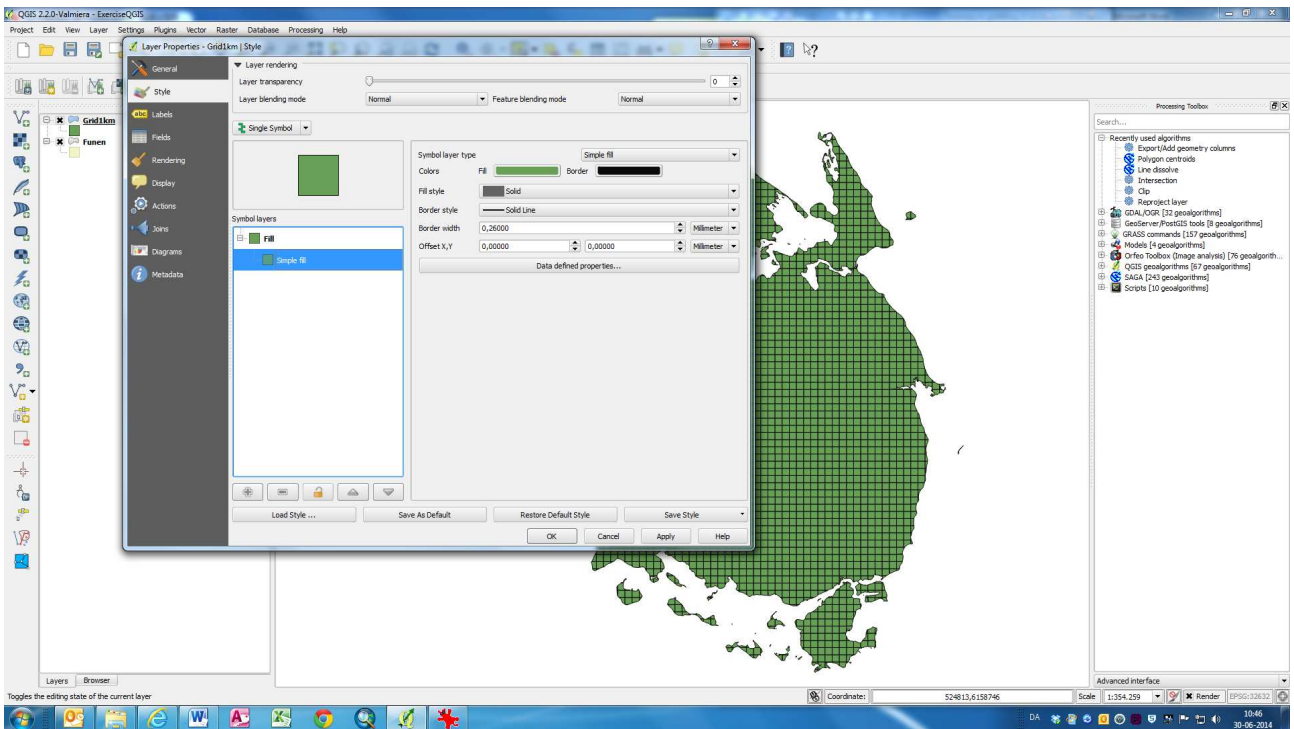 QGIS 2.2.0-Valmiera - ExerciseQGIS
Project Edit View Layer Settings Plugins Vector Raster Database Processing Help
Layer Properties - Grid1km | Style
General
Style
Labels
Fields
Rendering
Display
Actions
Joins
Diagrams
Metadata
Layer rendering
Layer transparency 0
Layer blending mode Normal Feature blending mode Normal
Single Symbol
Symbol layers
Fill
Simple fill
Symbol layer type Simple fill
Colors Fill Border
Fill style Solid
Border style Solid Line
Border width 0,26000 Milimeter
Offset X,Y 0,00000 0,00000 Milimeter
Data defined properties...
Load Style ... Save As Default Restore Default Style Save Style
OK Cancel Apply Help
Grid1km
Funen
Layers Browser
Processing Toolbox
Search...
Recently used algorithms
Export/Add geometry columns
Polygon centroids
Line dissolve
Intersection
Clip
Reproject layer
GDAL/OGR [32 geoalgorithms]
GeoServer/PostGIS tools [8 geoalgorithms]
GRASS commands [157 geoalgorithms]
Models [4 geoalgorithms]
Orfeo Toolbox (Image analysis) [76 geoalgorith...
QGIS geoalgorithms [67 geoalgorithms]
SAGA [243 geoalgorithms]
Scripts [10 geoalgorithms]
Advanced interface
Toggles the editing state of the current layer
Coordinate: 524813,6158746 Scale 1:354.259 Render EPSG:32632
DA
10:46
30-06-2014